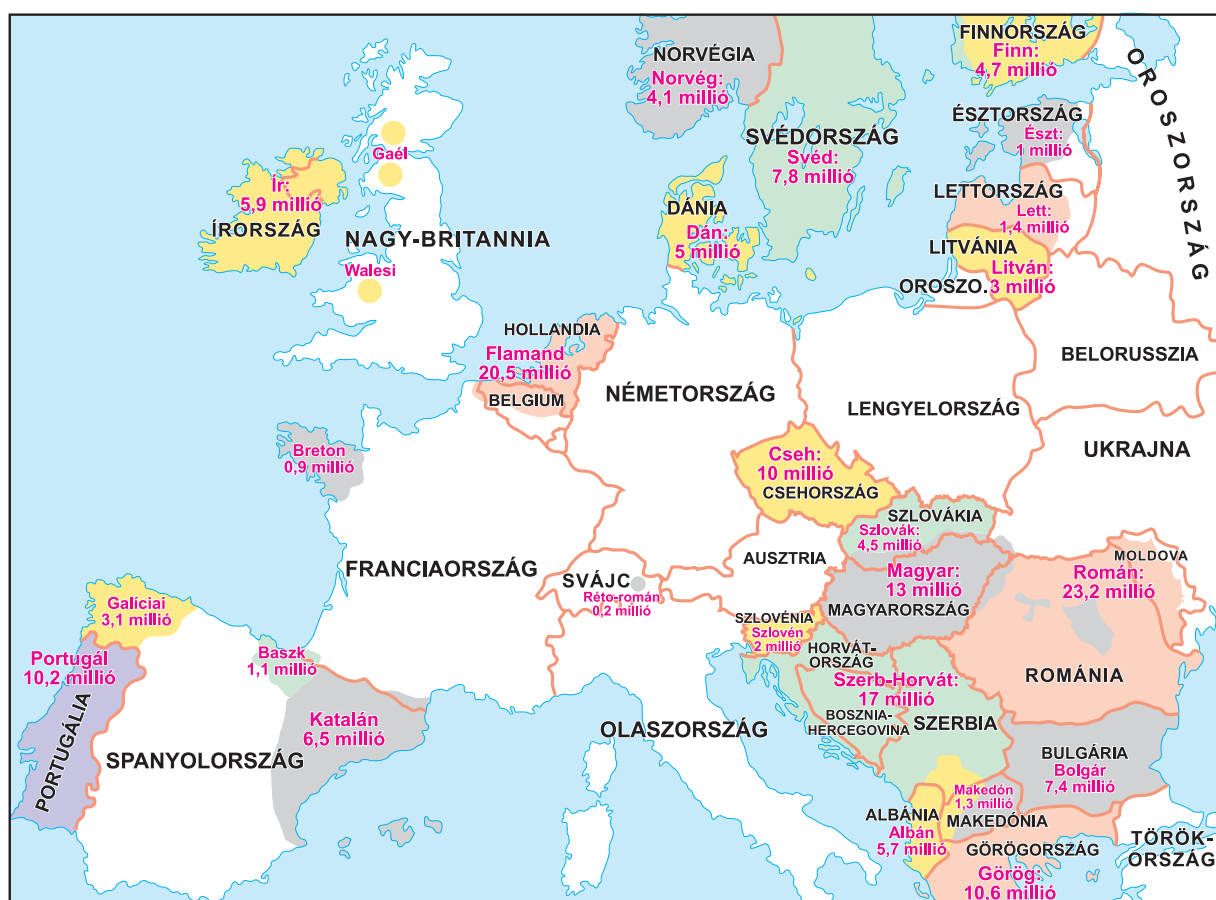 NORVÉGIA
Norvég:
4,1 millió
FINNORSZÁG
Finn:
4,7 millió
OROSZORSZÁG
SVÉDORSZÁG
Svéd:
7,8 millió
ÉSZTORSZÁG
Észt:
1 millió
Gaél
Ír:
5,9 millió
ÍRORSZÁG
NAGY-BRITANNIA
Walesi
DÁNIA
Dán:
5 millió
LETTORSZÁG
Lett:
1,4 millió
LITVÁNIA
Litván:
3 millió
OROSZO.
HOLLANDIA
Flamand
20,5 millió
BELGIUM
NÉMETORSZÁG
LENGYELORSZÁG
BELORUSSZIA
UKRAJNA
Breton
0,9 millió
Cseh:
10 millió
CSEHORSZÁG
SZLOVÁKIA
Szlovák:
4,5 millió
FRANCIAORSZÁG
SVÁJC
Réto-román
0,2 millió
AUSZTRIA
Magyar:
13 millió
MAGYARORSZÁG
MOLDOVA
Román:
23,2 millió
ROMÁNIA
Galíciai
3,1 millió
Portugál
10,2 millió
PORTUGÁLIA
Baszk
1,1 millió
Katalán
6,5 millió
SPANYOLORSZÁG
OLASZORSZÁG
SZLOVÉNIA
Szlovén
2 millió
HORVÁT-
ORSZÁG
Szerb-Horvát:
17 millió
BOSZNIA-
HERCEGOVINA
SZERBIA
BULGÁRIA
Bolgár
7,4 millió
Makedón
1,3 millió
MAKEDÓNIA
ALBÁNIA
Albán
5,7 millió
GÖRÖGORSZÁG
Görög:
10,6 millió
TÖRÖK-
ORSZÁG